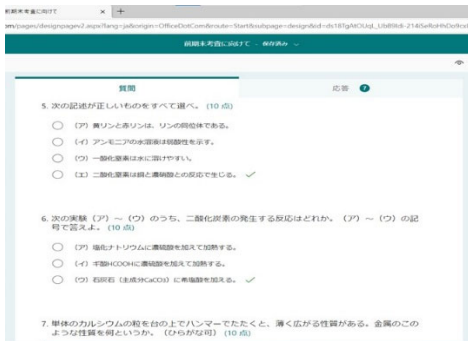 前期末考査に向けて
前期末考査に向けて - 保存済み
質問
応答 7
5. 次の記述が正しいものをすべて選べ。 (10 点)
(ア) 黄リンと赤リンは、リンの同位体である。
(イ) アンモニアの水溶液は弱酸性を示す。
(ウ) 一酸化窒素は水に溶けやすい。
(エ) 二酸化窒素は銅と濃硝酸との反応で生じる。
6. 次の実験（ア）～（ウ）のうち、二酸化炭素の発生する反応はどれか。（ア）～（ウ）の記
号で答えよ。 (10 点)
(ア) 塩化ナトリウムに濃硫酸を加えて加熱する。
(イ) ギ酸HCOOHに濃硫酸を加えて加熱する。
(ウ) 石灰石（主成分CaCO₃）に希塩酸を加える。
7. 単体のカルシウムの粒を台の上でハンマーでたたくと、薄く広がる性質がある。金属のこの
ような性質を何というか。（ひらがな可） (10 点)